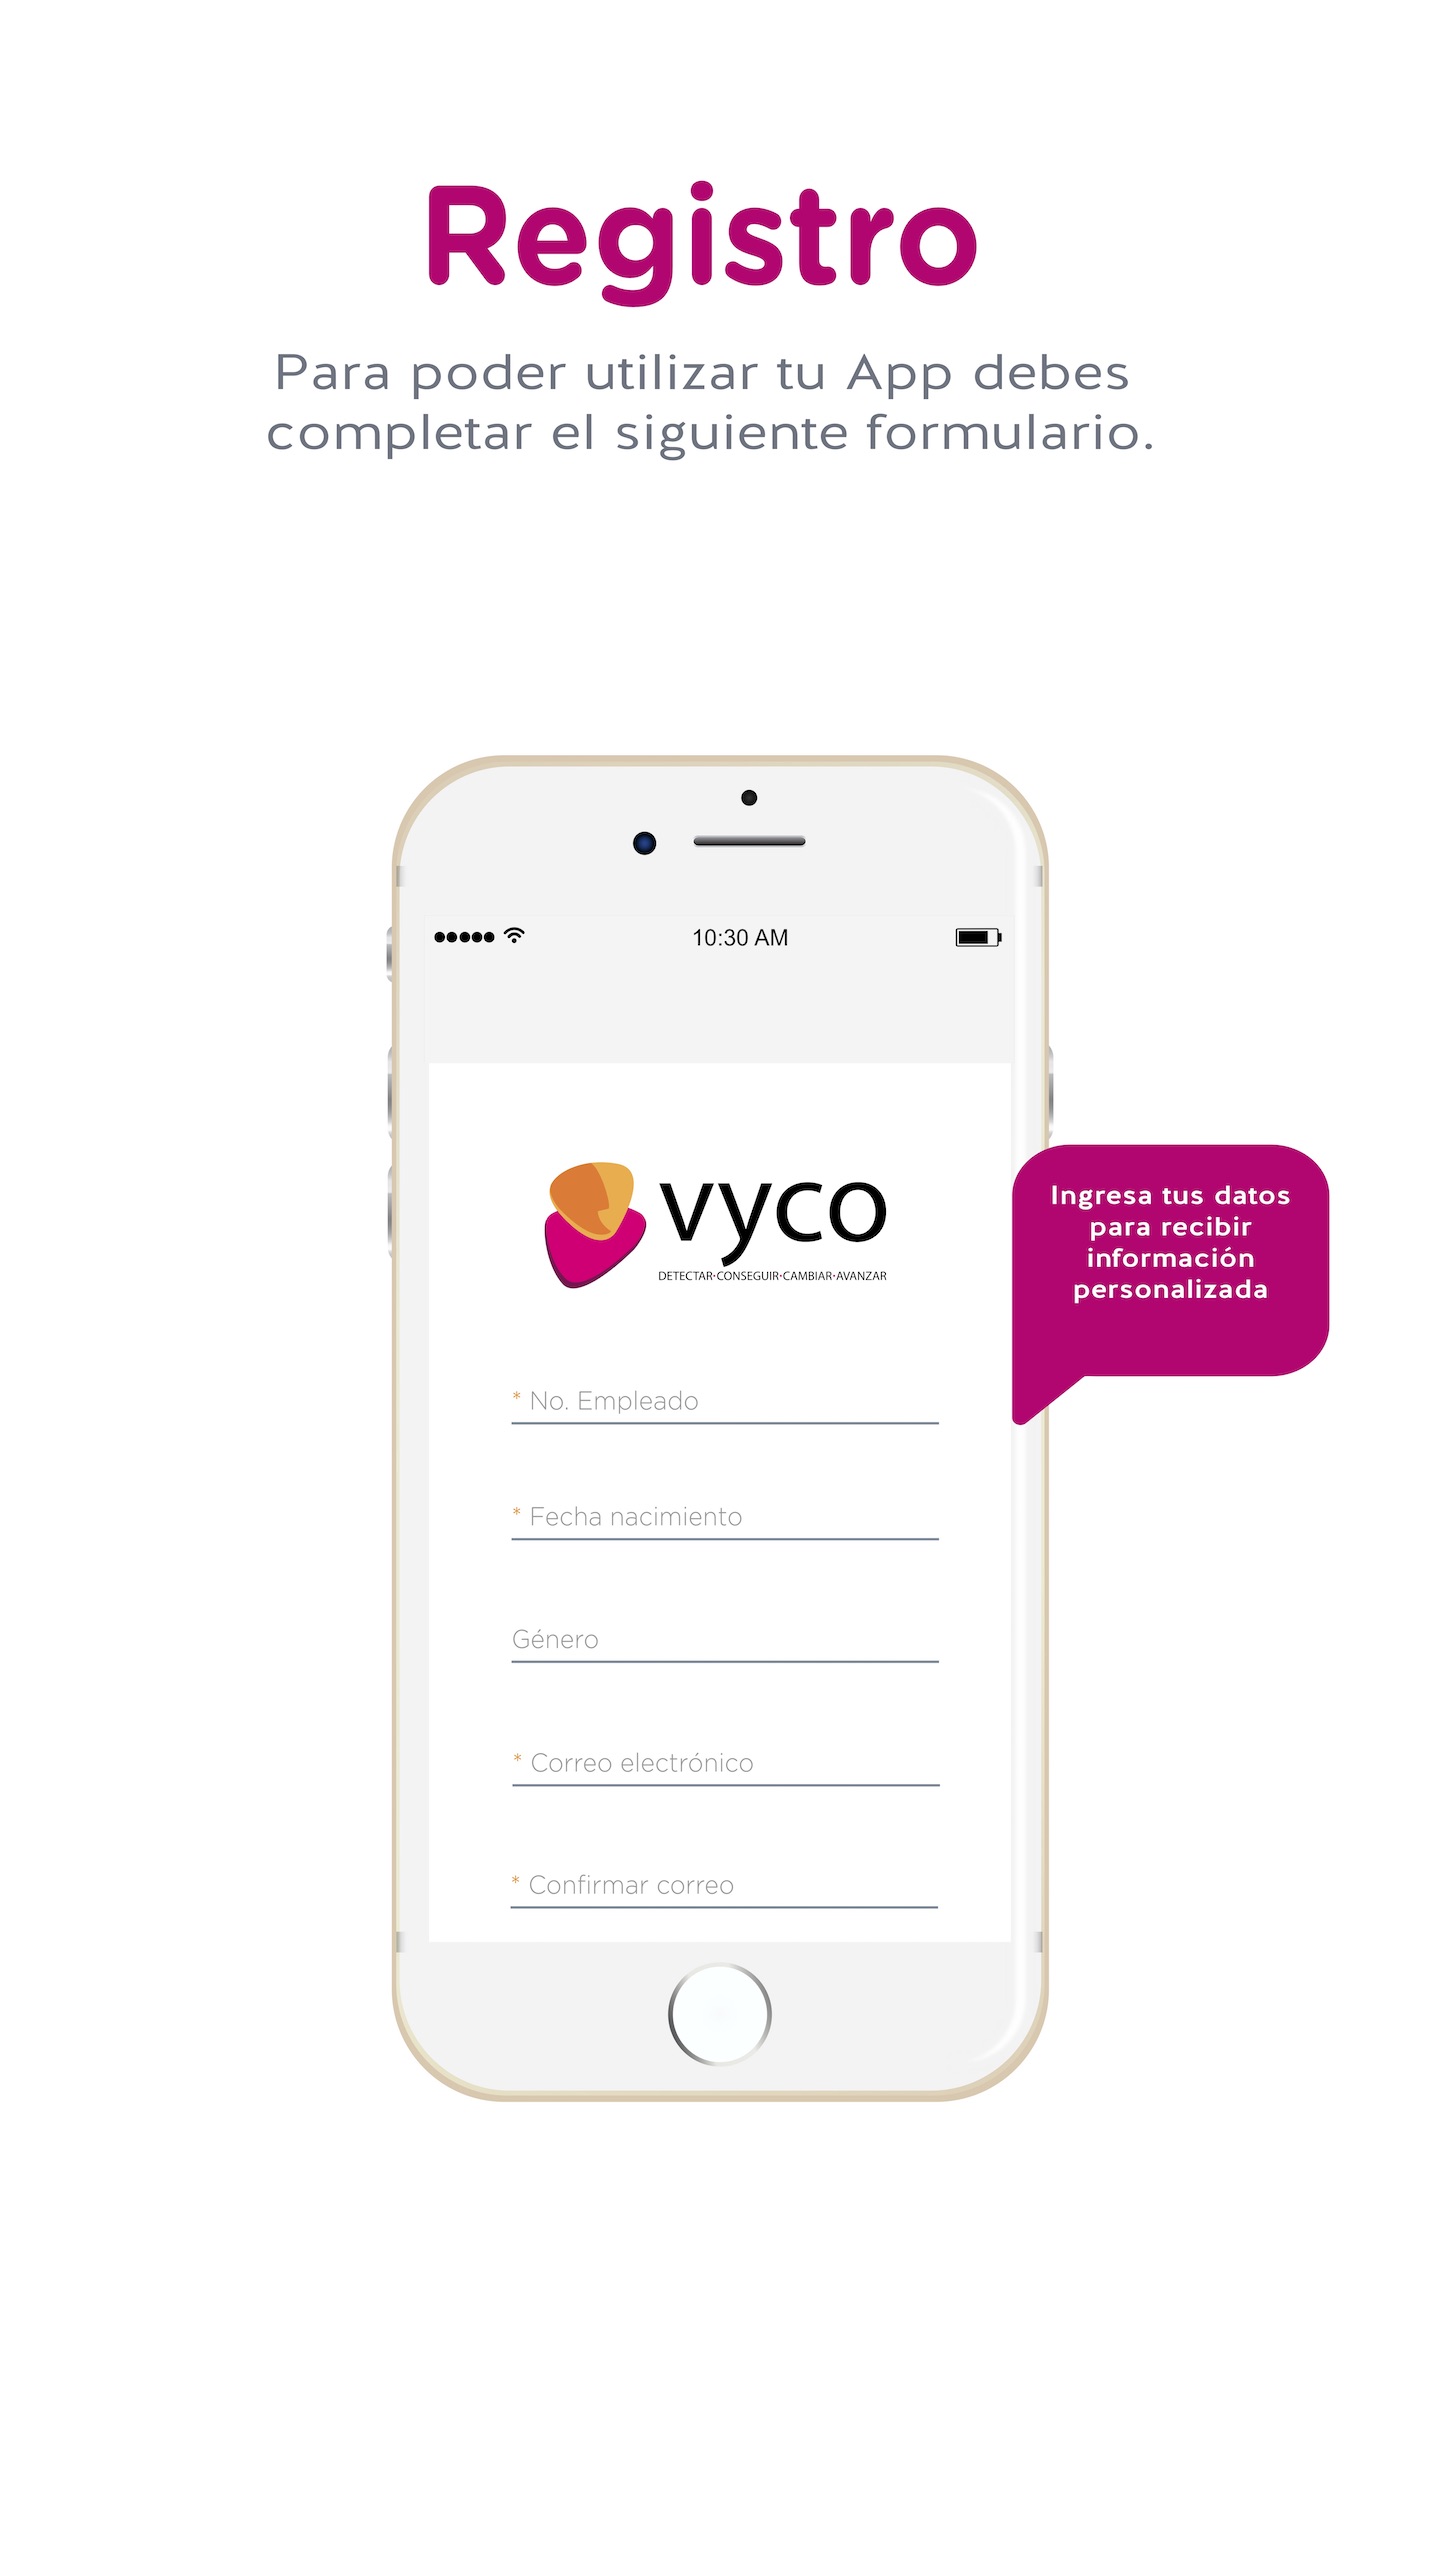 Registro
Para poder utilizar tu App debes
completar el siguiente formulario.
10:30 AM
vyco
DETECTAR·CONSEGUIR·CAMBIAR·AVANZAR
Ingresa tus datos
para recibir
información
personalizada
* No. Empleado
* Fecha nacimiento
Género
* Correo electrónico
* Confirmar correo